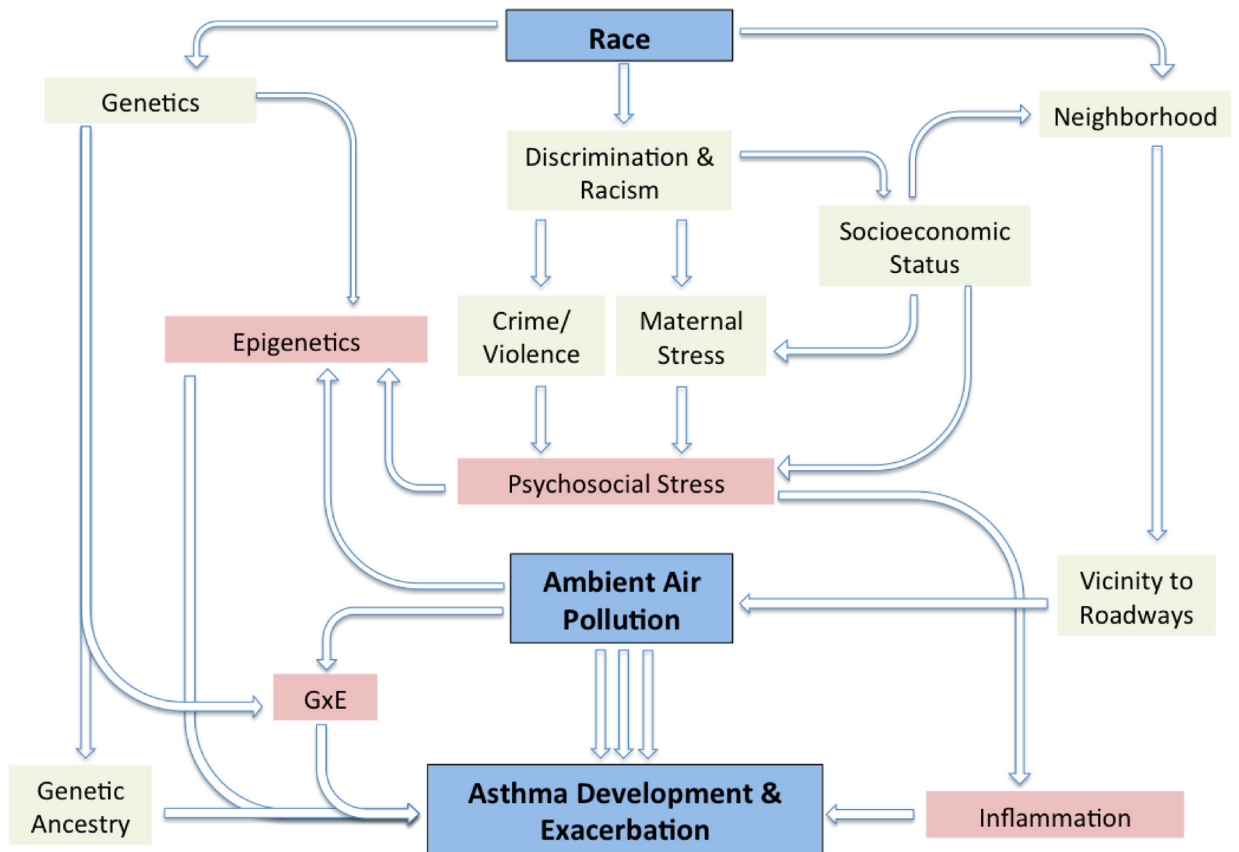 Race
Genetics
Neighborhood
Discrimination &
Racism
Socioeconomic
Status
Epigenetics
Crime/
Violence
Maternal
Stress
Psychosocial Stress
Ambient Air
Pollution
Vicinity to
Roadways
GxE
Genetic
Ancestry
Asthma Development &
Exacerbation
Inflammation